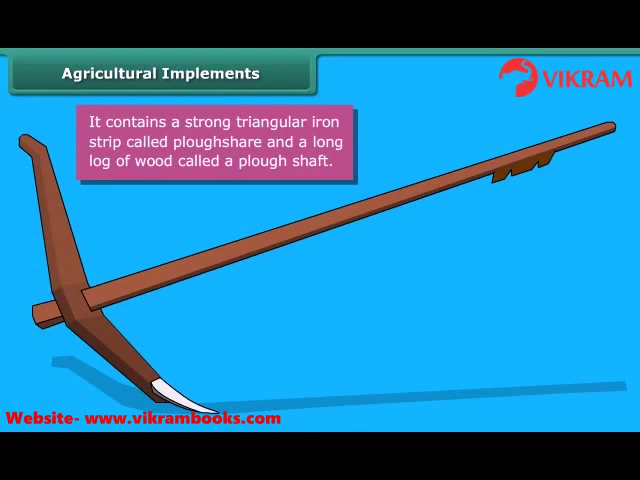 Agricultural Implements
VIKRAM
It contains a strong triangular iron
strip called ploughshare and a long
log of wood called a plough shaft.
Website- www.vikrambooks.com